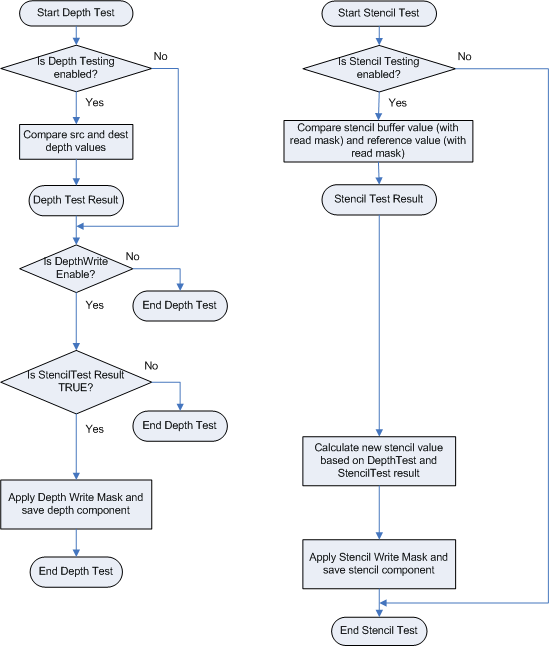 Start Depth Test
Is Depth Testing
enabled?
No
Yes
Compare src and dest
depth values
Depth Test Result
Is DepthWrite
Enable?
No
End Depth Test
Yes
Is StencilTest Result
TRUE?
No
End Depth Test
Yes
Apply Depth Write Mask and
save depth component
End Depth Test
Start Stencil Test
Is Stencil Testing
enabled?
No
Yes
Compare stencil buffer value (with
read mask) and reference value (with
read mask)
Stencil Test Result
Calculate new stencil value
based on DepthTest and
StencilTest result
Apply Stencil Write Mask and
save stencil component
End Stencil Test